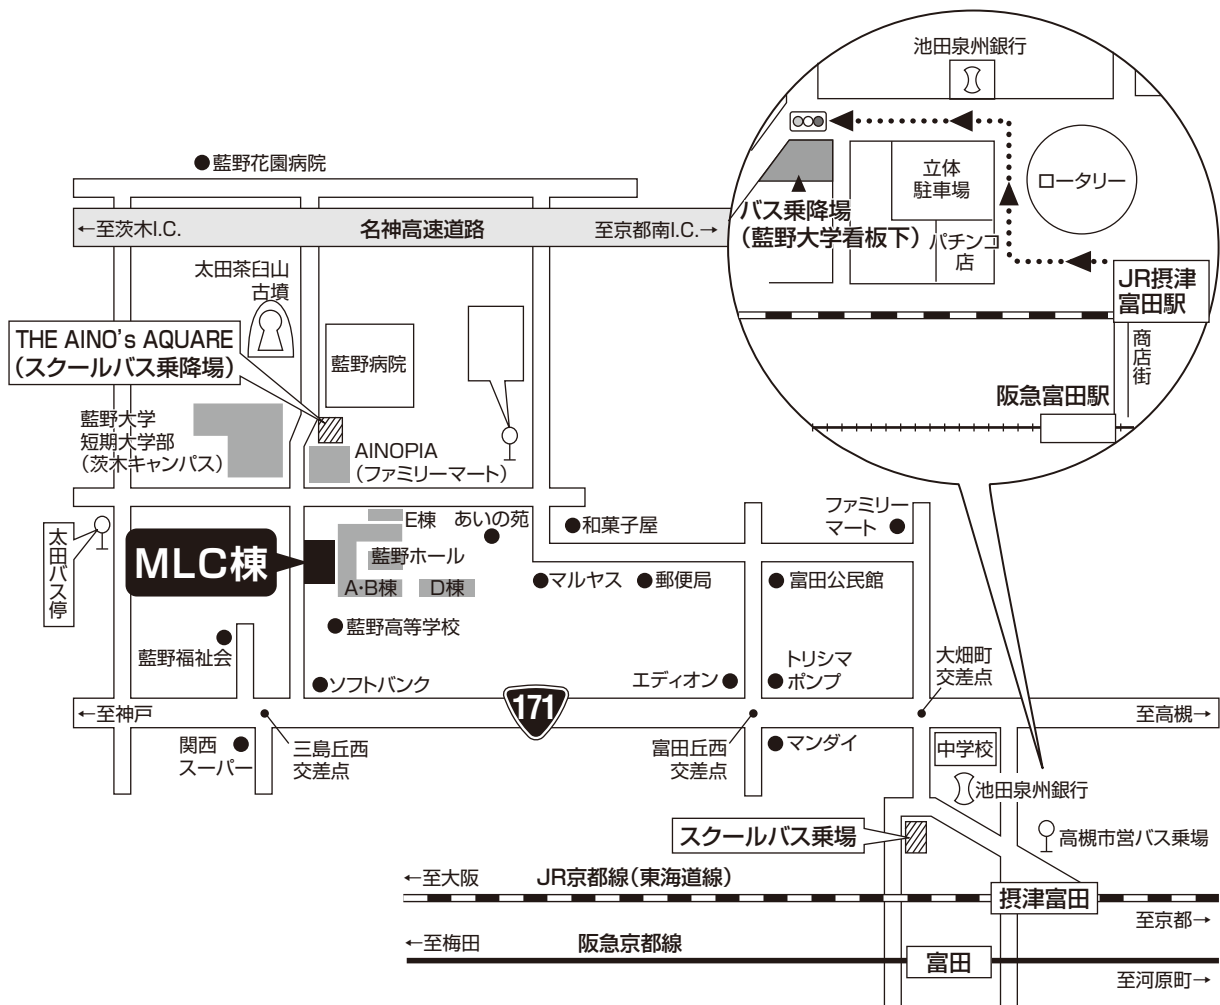 池田泉州銀行
立体
駐車場
ロータリー
バス乗降場
(藍野大学看板下)
パチンコ
店
JR摂津
富田駅
商店街
阪急富田駅
藍野花園病院
←至茨木I.C.
名神高速道路
至京都南I.C.→
太田茶臼山
古墳
THE AINO's AQUARE
(スクールバス乗降場)
藍野病院
藍野大学
短期大学部
(茨木キャンパス)
AINOPIA
(ファミリーマート)
太田バス停
MLC棟
E棟
藍野ホール
A・B棟
D棟
あいの苑
和菓子屋
ファミリー
マート
マルヤス
郵便局
富田公民館
藍野高等学校
藍野福祉会
ソフトバンク
エディオン
トリシマ
ポンプ
大畑町
交差点
←至神戸
171
至高槻→
関西
スーパー
三島丘西
交差点
富田丘西
交差点
マンダイ
中学校
池田泉州銀行
スクールバス乗場
高槻市営バス乗場
←至大阪
JR京都線(東海道線)
摂津富田
至京都→
←至梅田
阪急京都線
富田
至河原町→